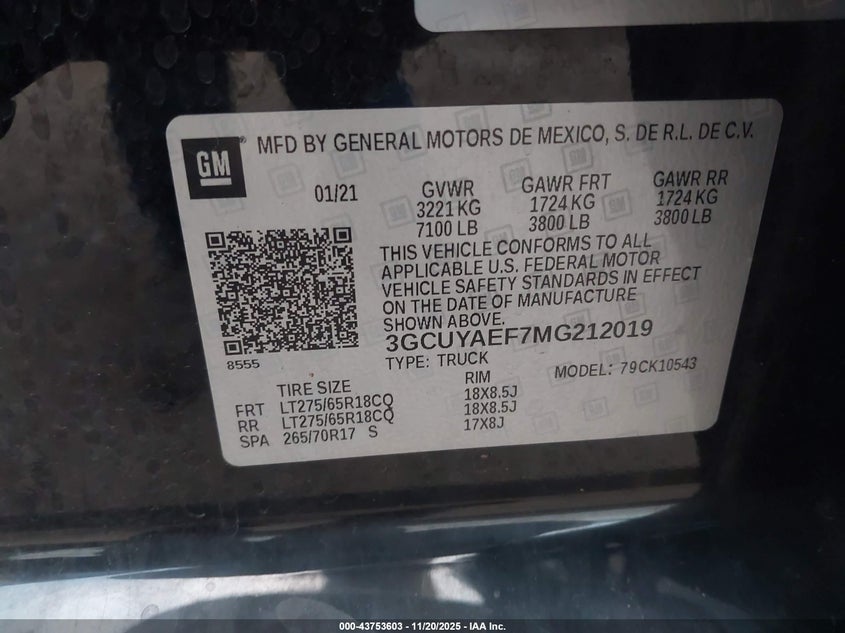 GM
MFD BY GENERAL MOTORS DE MEXICO, S. DE R.L. DE C.V.
01/21 GVWR GAWR FRT GAWR RR
3221 KG 1724 KG 1724 KG
7100 LB 3800 LB 3800 LB
THIS VEHICLE CONFORMS TO ALL
APPLICABLE U.S. FEDERAL MOTOR
VEHICLE SAFETY STANDARDS IN EFFECT
ON THE DATE OF MANUFACTURE
SHOWN ABOVE.
3GCUYAEF7MG212019
8555
TYPE: TRUCK MODEL: 79CK10543
TIRE SIZE RIM
FRT LT275/65R18CQ 18X8.5J
RR LT275/65R18CQ 18X8.5J
SPA 265/70R17 S 17X8J
000-43753603 - 11/20/2025 - IAA Inc.